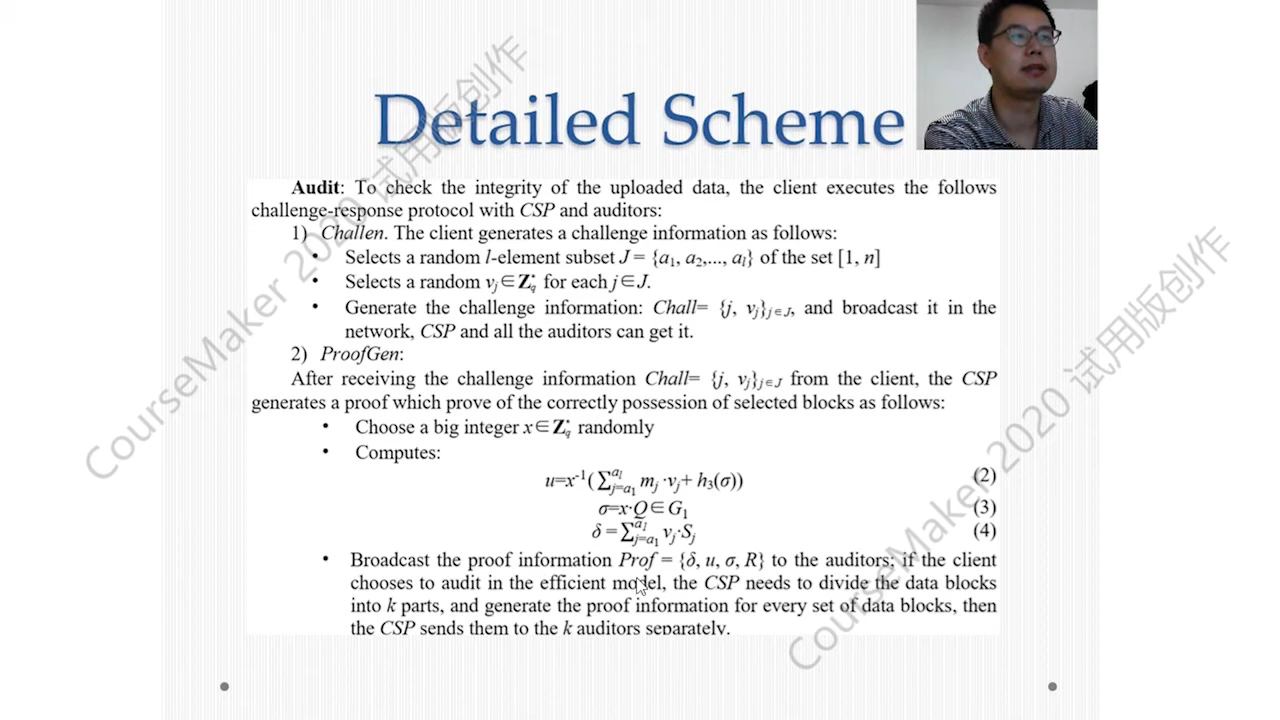 Detailed Scheme
Audit: To check the integrity of the uploaded data, the client executes the follows
challenge-response protocol with CSP and auditors:
1) Challen. The client generates a challenge information as follows:
• Selects a random l-element subset J = {a₁, a₂,..., aₗ} of the set [1, n]
• Selects a random vⱼ∈Z*q for each j∈J.
• Generate the challenge information: Chall= {j, vⱼ}ⱼ∈J, and broadcast it in the
network, CSP and all the auditors can get it.
2) ProofGen:
After receiving the challenge information Chall= {j, vⱼ}ⱼ∈J from the client, the CSP
generates a proof which prove of the correctly possession of selected blocks as follows:
• Choose a big integer x∈Z*q randomly
• Computes:
u=x⁻¹(∑_{j=a₁}^{aₗ} mⱼ·vⱼ+ h₃(σ)) (2)
σ=x·Q∈G₁ (3)
δ=∑_{j=a₁}^{aₗ} vⱼ·Sⱼ (4)
• Broadcast the proof information Prof = {δ, u, σ, R} to the auditors; if the client
chooses to audit in the efficient model, the CSP needs to divide the data blocks
into k parts, and generate the proof information for every set of data blocks, then
the CSP sends them to the k auditors separately.
CourseMaker 2020 试用版创作
CourseMaker 2020 试用版创作